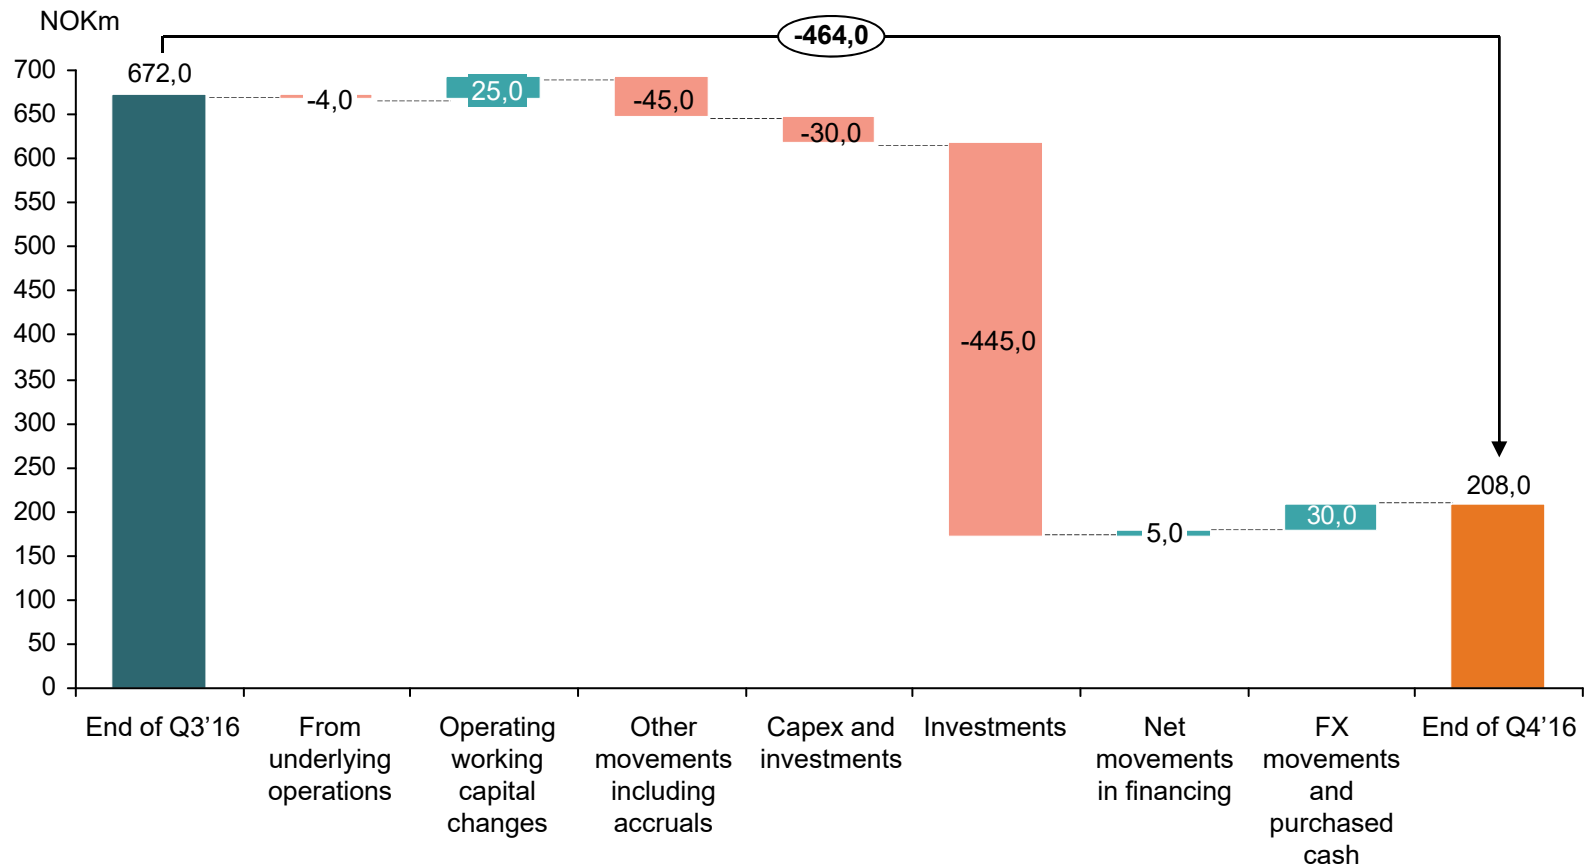 NOKm
-464,0
700
650
600
550
500
450
400
350
300
250
200
150
100
50
0
672,0
-4,0
25,0
-45,0
-30,0
-445,0
5,0
30,0
208,0
End of Q3’16
From
underlying
operations
Operating
working
capital
changes
Other
movements
including
accruals
Capex and
investments
Investments
Net
movements
in financing
FX
movements
and
purchased
cash
End of Q4’16